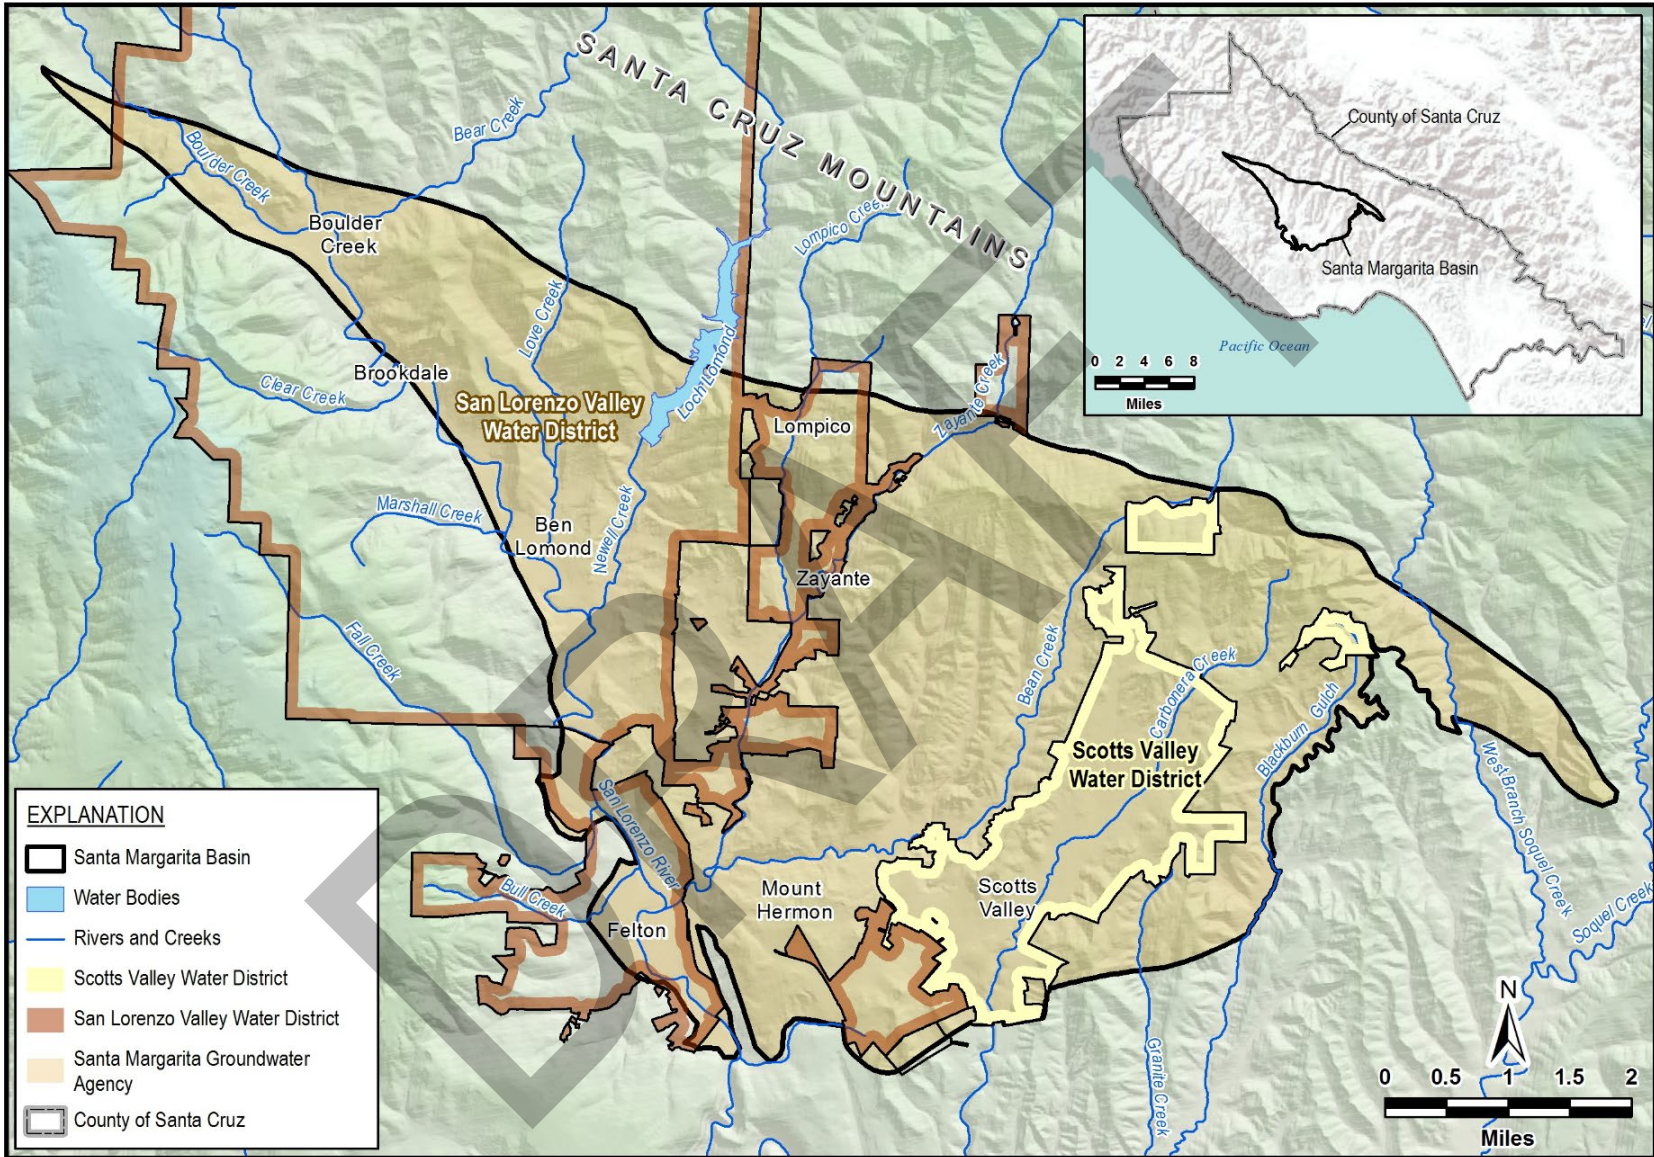 SANTA CRUZ MOUNTAINS
Bear Creek
Boulder Creek
Boulder
Creek
Lompico Creek
Love Creek
Loch Lomond
Brookdale
Clear Creek
San Lorenzo Valley
Water District
Lompico
Zayante Creek
Marshall Creek
Ben
Lomond
Newell Creek
Zayante
Fall Creek
Bean Creek
Carbonera Creek
Blackburn Gulch
Scotts Valley
Water District
West Branch Soquel Creek
Soquel Creek
San Lorenzo River
Bull Creek
Felton
Mount
Hermon
Scotts
Valley
Granite Creek
DRAFT
County of Santa Cruz
Santa Margarita Basin
Pacific Ocean
0 2 4 6 8
Miles
EXPLANATION
Santa Margarita Basin
Water Bodies
Rivers and Creeks
Scotts Valley Water District
San Lorenzo Valley Water District
Santa Margarita Groundwater
Agency
County of Santa Cruz
N
0 0.5 1 1.5 2
Miles